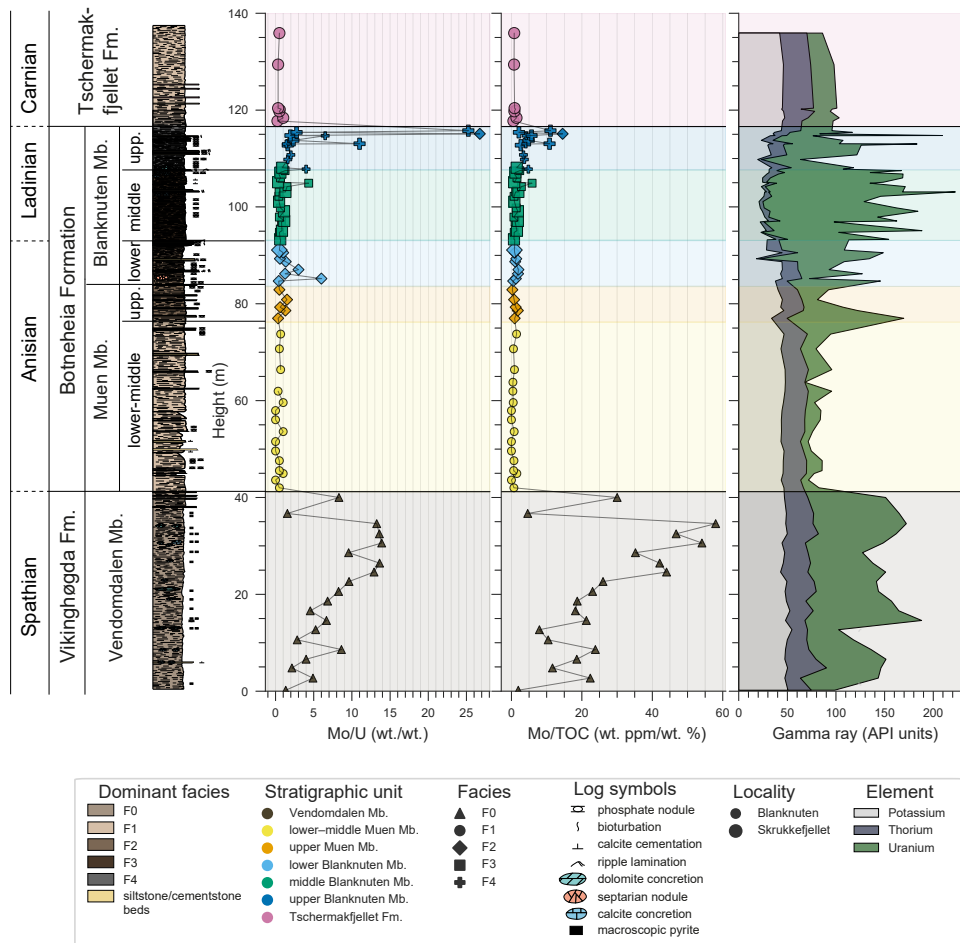 Carnian
Tschermak-
fjellet Fm.
Ladinian
Anisian
Botneheia Formation
Blanknuten Mb.
upp.
middle
lower
Muen Mb.
upp.
lower-middle
Spathian
Vikinghøgda Fm.
Vendomdalen Mb.
Height (m)
140
120
100
80
60
40
20
0
0 5 10 15 20 25
Mo/U (wt./wt.)
0 20 40 60
Mo/TOC (wt. ppm/wt. %)
0 50 100 150 200
Gamma ray (API units)
Dominant facies
F0
F1
F2
F3
F4
siltstone/cementstone
beds
Stratigraphic unit
Vendomdalen Mb.
lower–middle Muen Mb.
upper Muen Mb.
lower Blanknuten Mb.
middle Blanknuten Mb.
upper Blanknuten Mb.
Tschermakfjellet Fm.
Facies
F0
F1
F2
F3
F4
Log symbols
phosphate nodule
bioturbation
calcite cementation
ripple lamination
dolomite concretion
septarian nodule
calcite concretion
macroscopic pyrite
Locality
Blanknuten
Skrukkefjellet
Element
Potassium
Thorium
Uranium